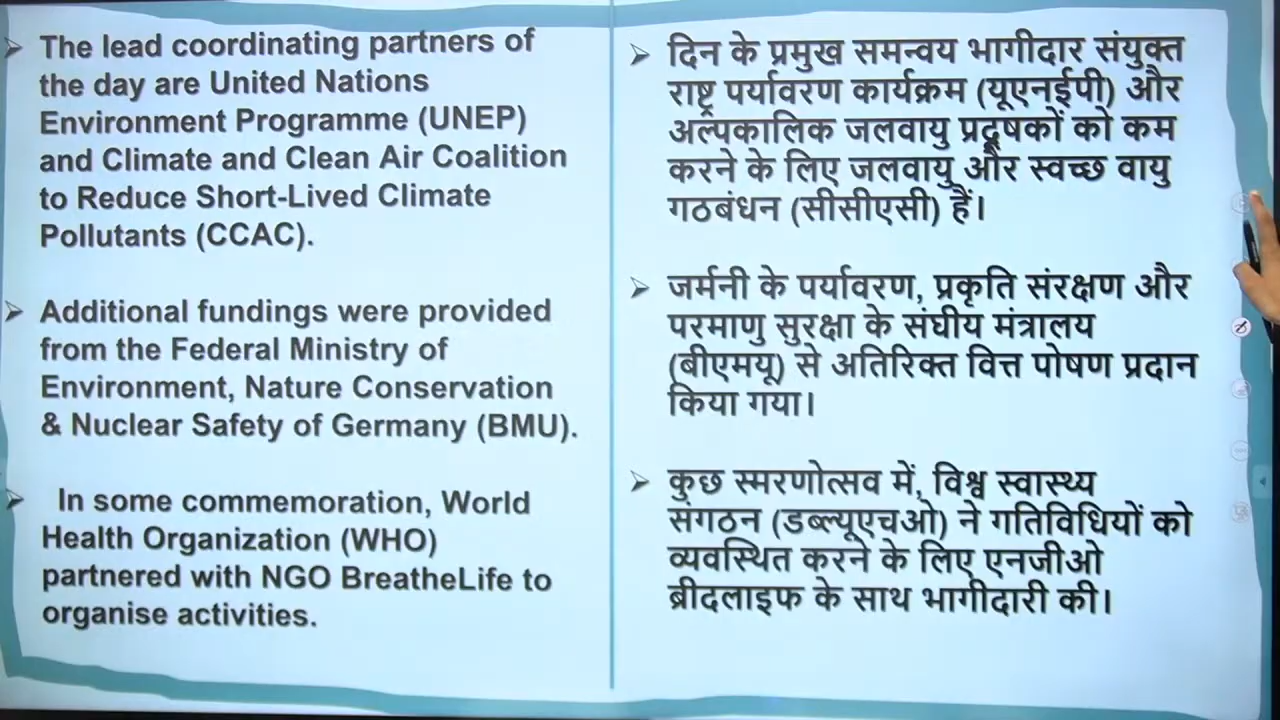 The lead coordinating partners of
the day are United Nations
Environment Programme (UNEP)
and Climate and Clean Air Coalition
to Reduce Short-Lived Climate
Pollutants (CCAC).
Additional fundings were provided
from the Federal Ministry of
Environment, Nature Conservation
& Nuclear Safety of Germany (BMU).
In some commemoration, World
Health Organization (WHO)
partnered with NGO BreatheLife to
organise activities.
दिन के प्रमुख समन्वय भागीदार संयुक्त
राष्ट्र पर्यावरण कार्यक्रम (यूएनईपी) और
अल्पकालिक जलवायु प्रदूषकों को कम
करने के लिए जलवायु और स्वच्छ वायु
गठबंधन (सीसीएसी) हैं।
जर्मनी के पर्यावरण, प्रकृति संरक्षण और
परमाणु सुरक्षा के संघीय मंत्रालय
(बीएमयू) से अतिरिक्त वित्त पोषण प्रदान
किया गया।
कुछ स्मरणोत्सव में, विश्व स्वास्थ्य
संगठन (डब्ल्यूएचओ) ने गतिविधियों को
व्यवस्थित करने के लिए एनजीओ
ब्रीदलाइफ के साथ भागीदारी की।